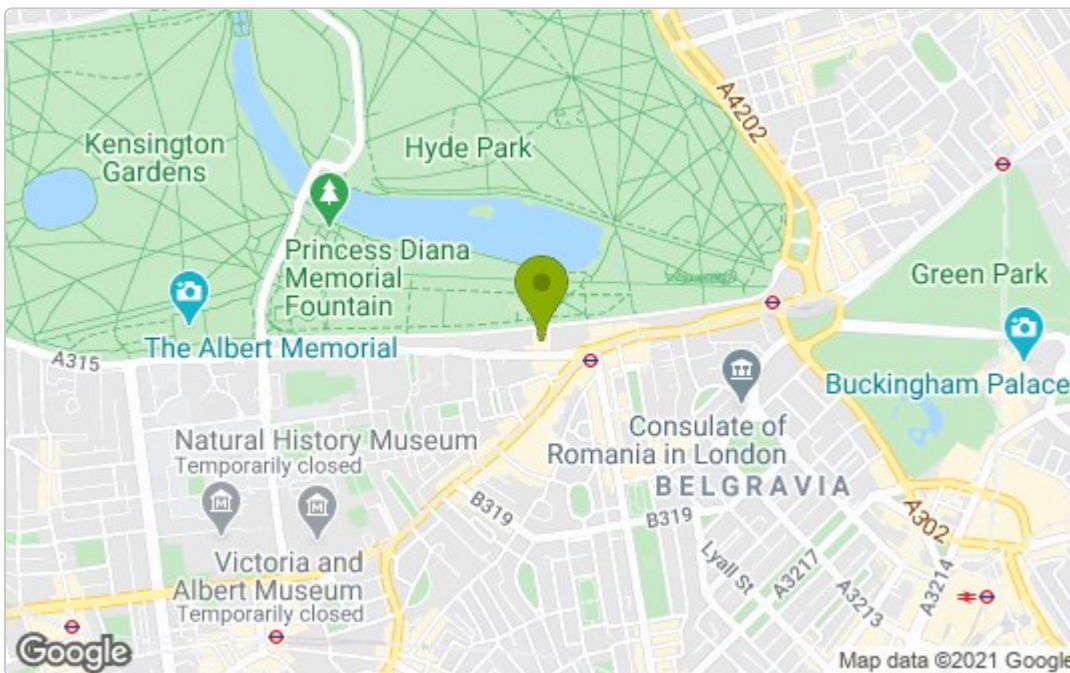 A4202
Hyde Park
Kensington
Gardens
Princess Diana
Memorial
Fountain
Green Park
The Albert Memorial
A315
Buckingham Palace
Consulate of
Romania in London
Natural History Museum
Temporarily closed
BELGRAVIA
B319
B319
A302
Victoria and
Albert Museum
Temporarily closed
Lyall St
A3217
A3213
A3214
Google
Map data ©2021 Google